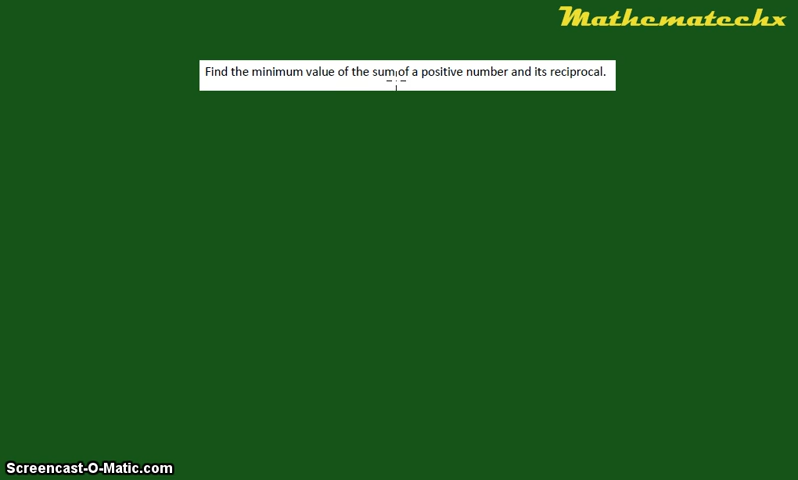 Mathematechx
Find the minimum value of the sum of a positive number and its reciprocal.
Screencast-O-Matic.com